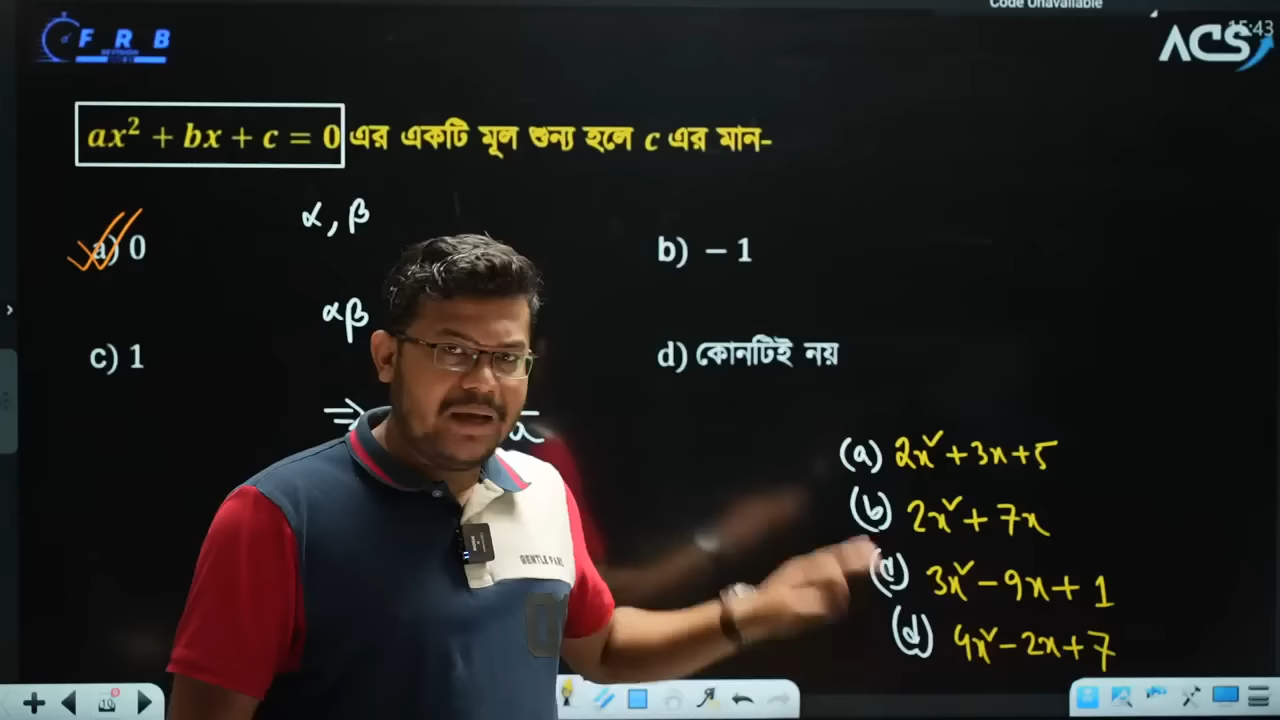 Code Unavailable
15:43
F R B
REVISION
ACS
ax² + bx + c = 0 এর একটি মূল শুন্য হলে c এর মান-
α, β
a) 0
b) – 1
αβ
c) 1
d) কোনটিই নয়
⇒
a
(a) 2x² + 3x + 5
(b) 2x² + 7x
(c) 3x² – 9x + 1
(d) 4x² – 2x + 7
GENTLE PARK